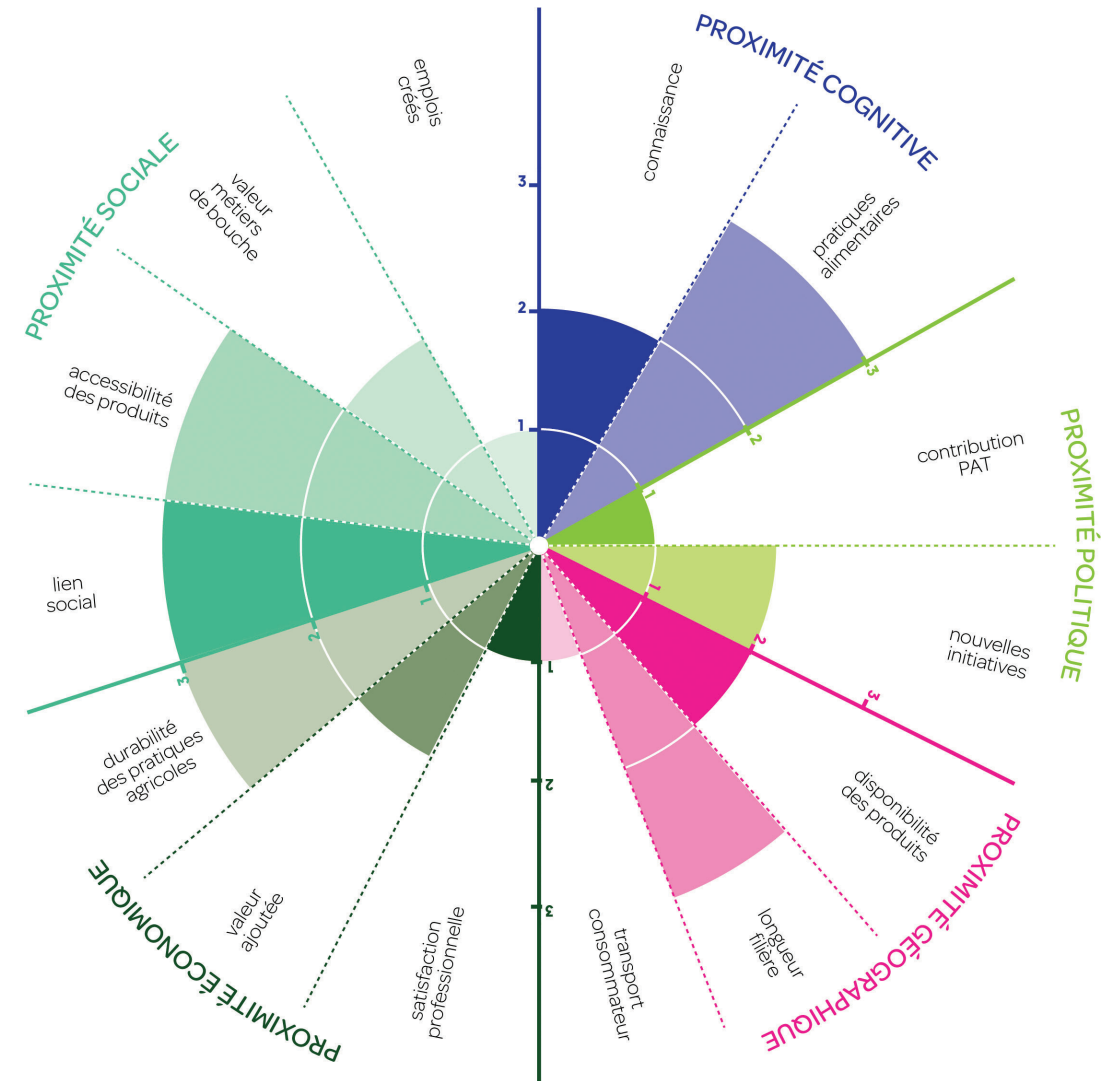 PROXIMITÉ COGNITIVE
connaissance
pratiques
alimentaires
3
2
1
PROXIMITÉ POLITIQUE
contribution
PAT
nouvelles
initiatives
1
2
3
PROXIMITÉ GÉOGRAPHIQUE
disponibilité
des produits
longueur
filière
transport
consommateur
1
2
3
PROXIMITÉ ÉCONOMIQUE
satisfaction
professionnelle
valeur
ajoutée
durabilité
des pratiques
agricoles
1
2
3
PROXIMITÉ SOCIALE
lien
social
accessibilité
des produits
valeur
métiers
de bouche
emplois
créés
1
2
3